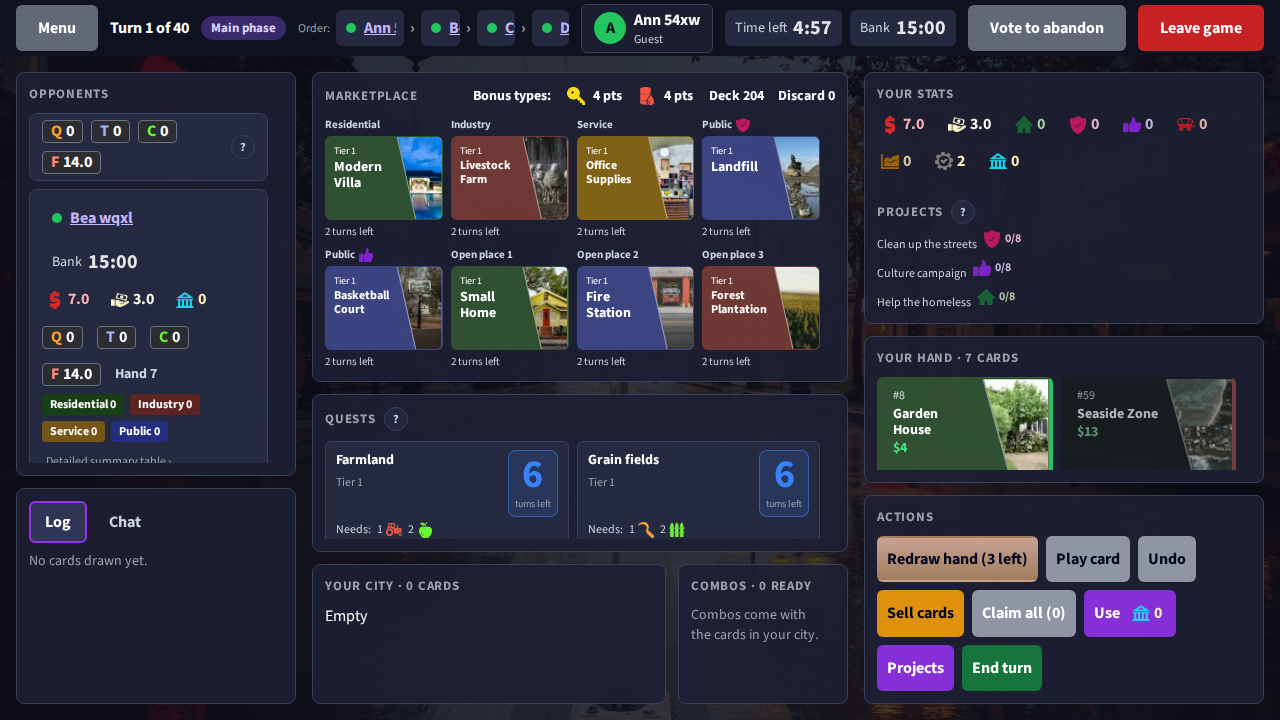 Menu
Turn 1 of 40
Main phase
Order:
Ann
›
B
›
C
›
D
A
Ann 54xw
Guest
Time left 4:57
Bank 15:00
Vote to abandon
Leave game
OPPONENTS
Q 0
T 0
C 0
F 14.0
?
Bea wqxl
Bank 15:00
7.0
3.0
0
Q 0
T 0
C 0
F 14.0
Hand 7
Residential 0
Industry 0
Service 0
Public 0
Detailed summary table ›
Log
Chat
No cards drawn yet.
MARKETPLACE
Bonus types:
4 pts
4 pts
Deck 204
Discard 0
Residential
Tier 1
Modern
Villa
2 turns left
Industry
Tier 1
Livestock
Farm
2 turns left
Service
Tier 1
Office
Supplies
2 turns left
Public
Tier 1
Landfill
2 turns left
Public
Tier 1
Basketball
Court
2 turns left
Open place 1
Tier 1
Small
Home
2 turns left
Open place 2
Tier 1
Fire
Station
2 turns left
Open place 3
Tier 1
Forest
Plantation
2 turns left
QUESTS
?
Farmland
Tier 1
6
turns left
Needs: 1 2
Grain fields
Tier 1
6
turns left
Needs: 1 2
YOUR CITY · 0 CARDS
Empty
COMBOS · 0 READY
Combos come with
the cards in your city.
YOUR STATS
7.0
3.0
0
0
0
0
0
2
0
PROJECTS
?
Clean up the streets 0/8
Culture campaign 0/8
Help the homeless 0/8
YOUR HAND · 7 CARDS
#8
Garden
House
$4
#59
Seaside Zone
$13
ACTIONS
Redraw hand (3 left)
Play card
Undo
Sell cards
Claim all (0)
Use 0
Projects
End turn